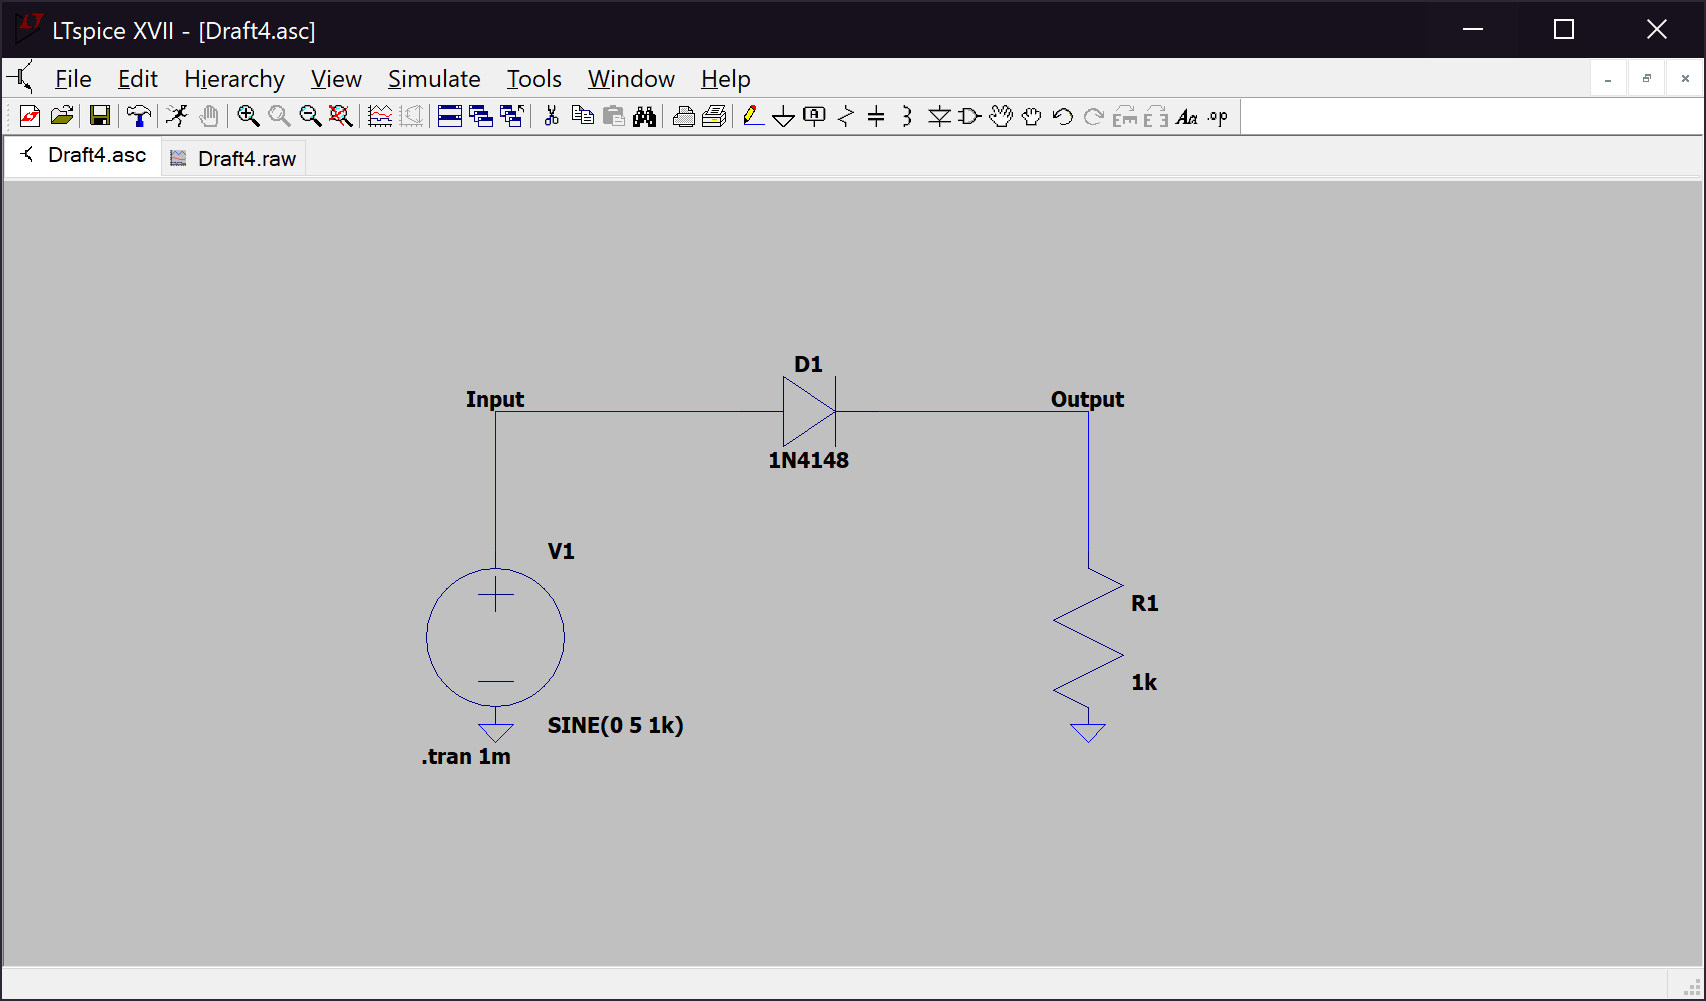 LTspice XVII - [Draft4.asc]
File Edit Hierarchy View Simulate Tools Window Help
Aa .op
Draft4.asc Draft4.raw
D1
Input
Output
1N4148
V1
R1
1k
SINE(0 5 1k)
.tran 1m